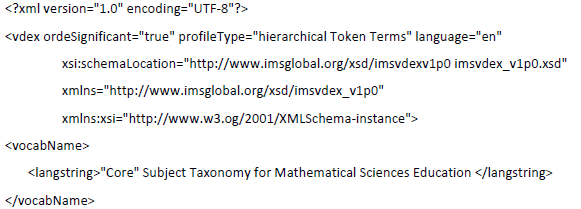 <?xml version="1.0" encoding="UTF-8"?>
<vdex ordeSignificant="true" profileType="hierarchical Token Terms" language="en"
xsi:schemaLocation="http://www.imsglobal.org/xsd/imsvdexv1p0 imsvdex_v1p0.xsd"
xmlns="http://www.imsglobal.org/xsd/imsvdex_v1p0"
xmlns:xsi="http://www.w3.og/2001/XMLSchema-instance">
<vocabName>
<langstring>"Core" Subject Taxonomy for Mathematical Sciences Education </langstring>
</vocabName>